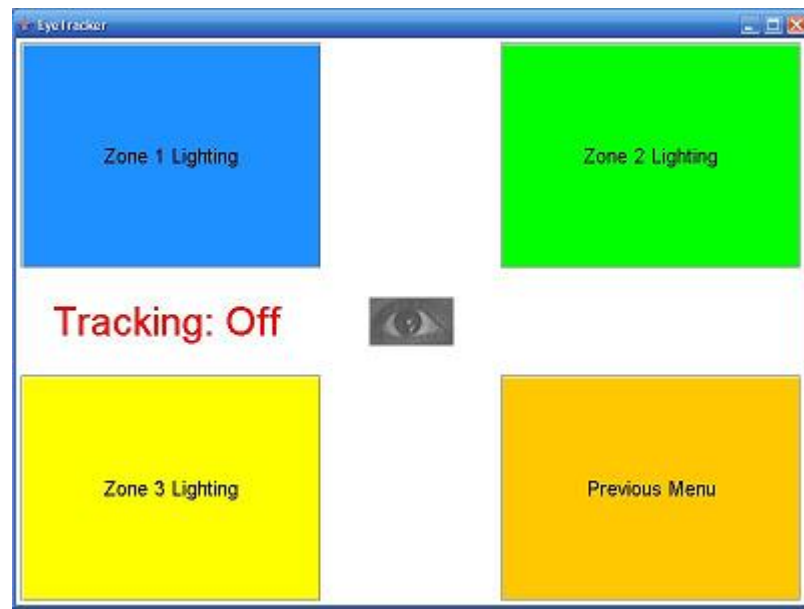 EyeTracker
Zone 1 Lighting
Zone 2 Lighting
Tracking: Off
Zone 3 Lighting
Previous Menu